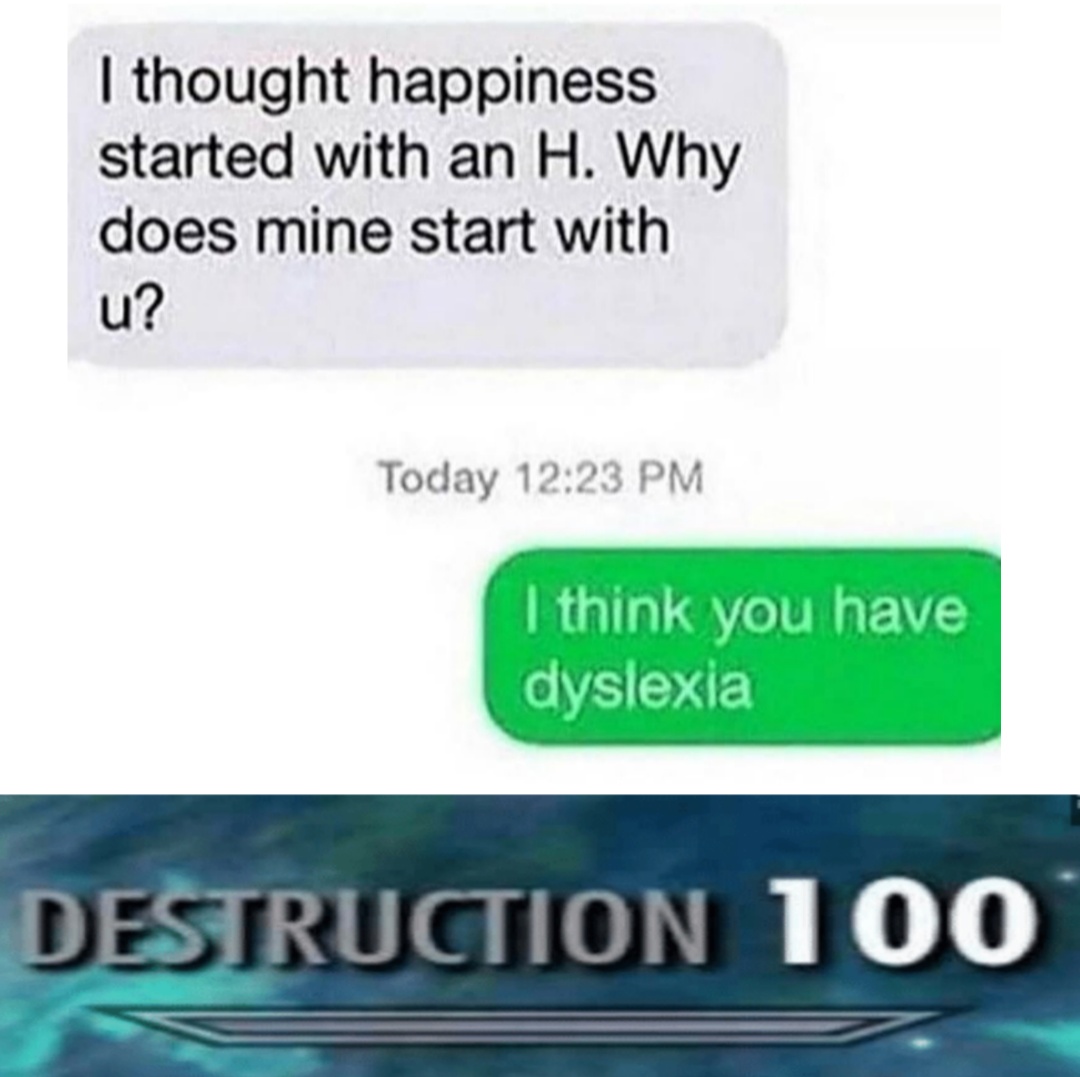 I thought happiness
started with an H. Why
does mine start with
u?
Today 12:23 PM
I think you have
dyslexia
DESTRUCTION 100